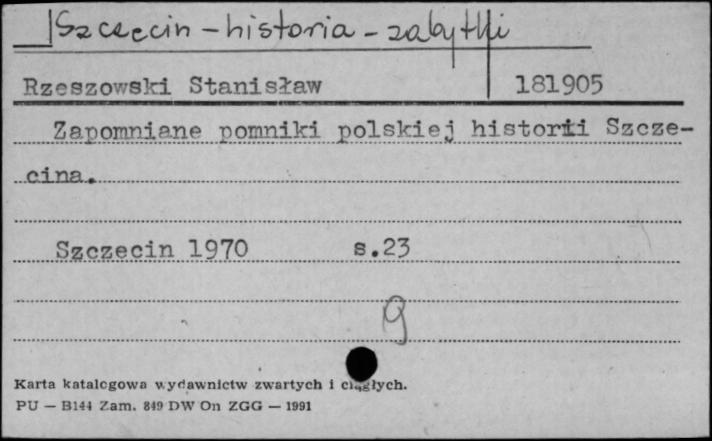 Szczecin - historia - zabytki
Rzeszowski Stanisław 181905
Zapomniane pomniki polskiej historii Szcze-
cina.
Szczecin 1970 s.23
9
Karta katalogowa wydawnictw zwartych i ciągłych.
PU — B144 Zam. 849 DW On ZGG — 1991